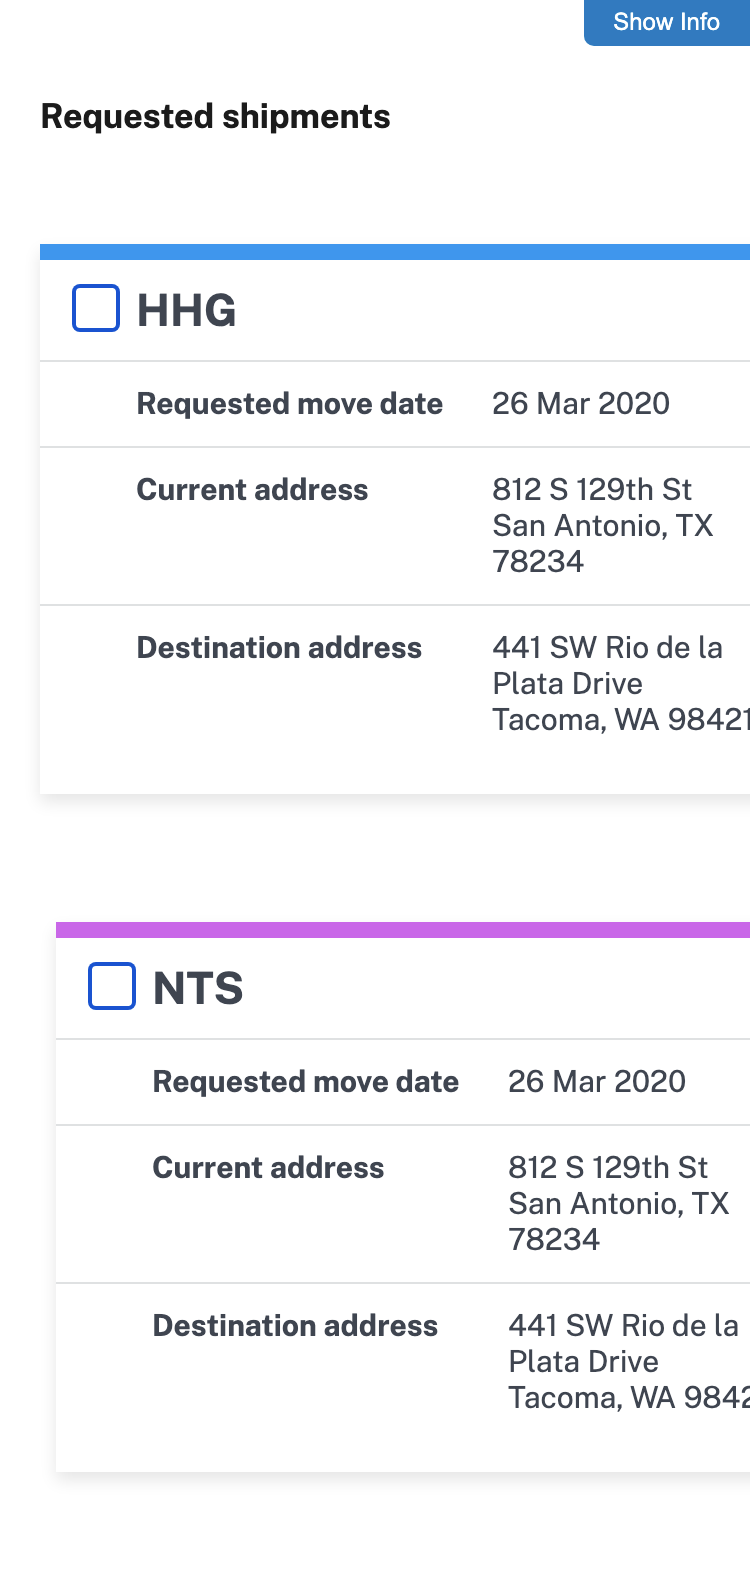 Show Info
Requested shipments
HHG
Requested move date 26 Mar 2020
Current address 812 S 129th St
San Antonio, TX
78234
Destination address 441 SW Rio de la
Plata Drive
Tacoma, WA 98421
NTS
Requested move date 26 Mar 2020
Current address 812 S 129th St
San Antonio, TX
78234
Destination address 441 SW Rio de la
Plata Drive
Tacoma, WA 9842